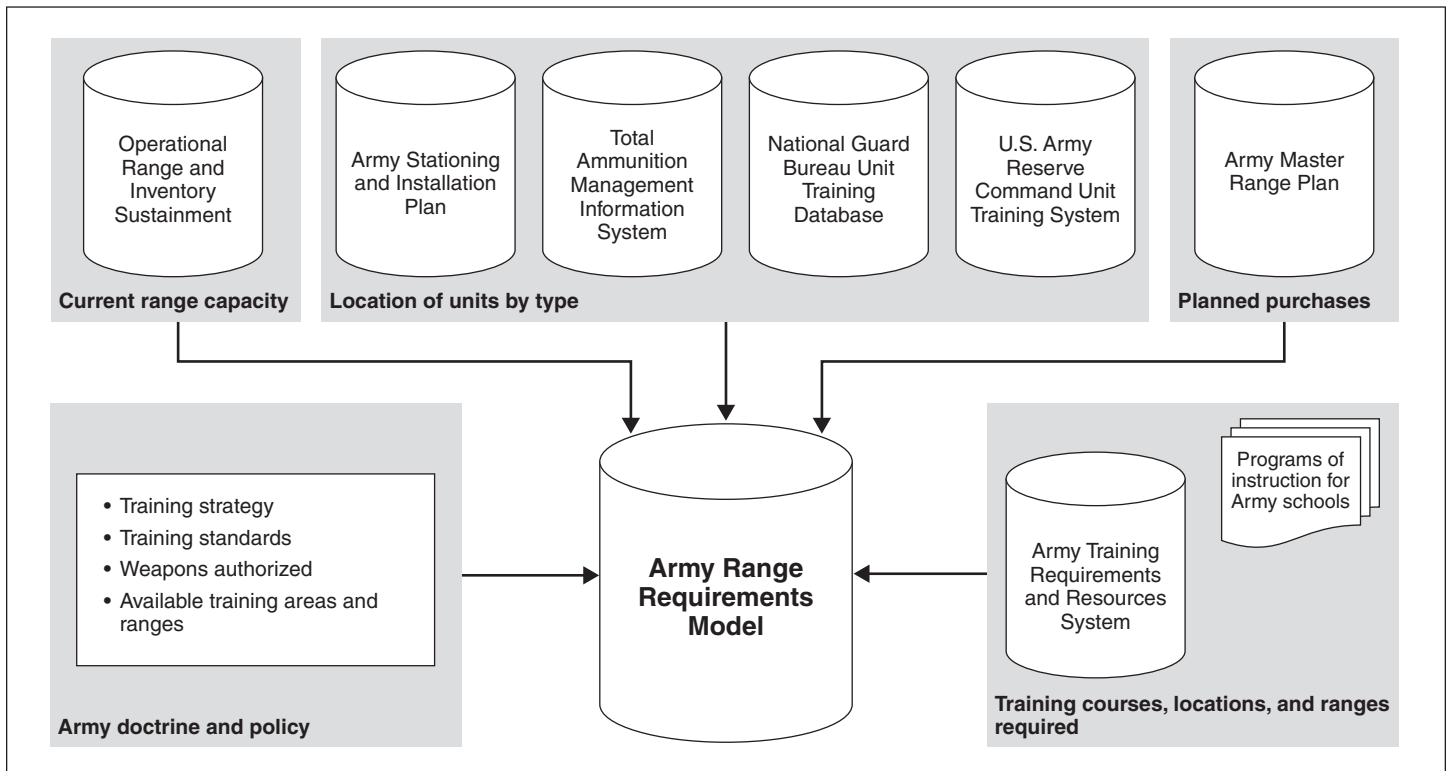 Operational
Range and
Inventory
Sustainment
Current range capacity
Army Stationing
and Installation
Plan
Total
Ammunition
Management
Information
System
National Guard
Bureau Unit
Training
Database
U.S. Army
Reserve
Command Unit
Training System
Location of units by type
Army Master
Range Plan
Planned purchases
• Training strategy
• Training standards
• Weapons authorized
• Available training areas and
ranges
Army doctrine and policy
Army Range
Requirements
Model
Army Training
Requirements
and Resources
System
Programs of
instruction for
Army schools
Training courses, locations, and ranges
required